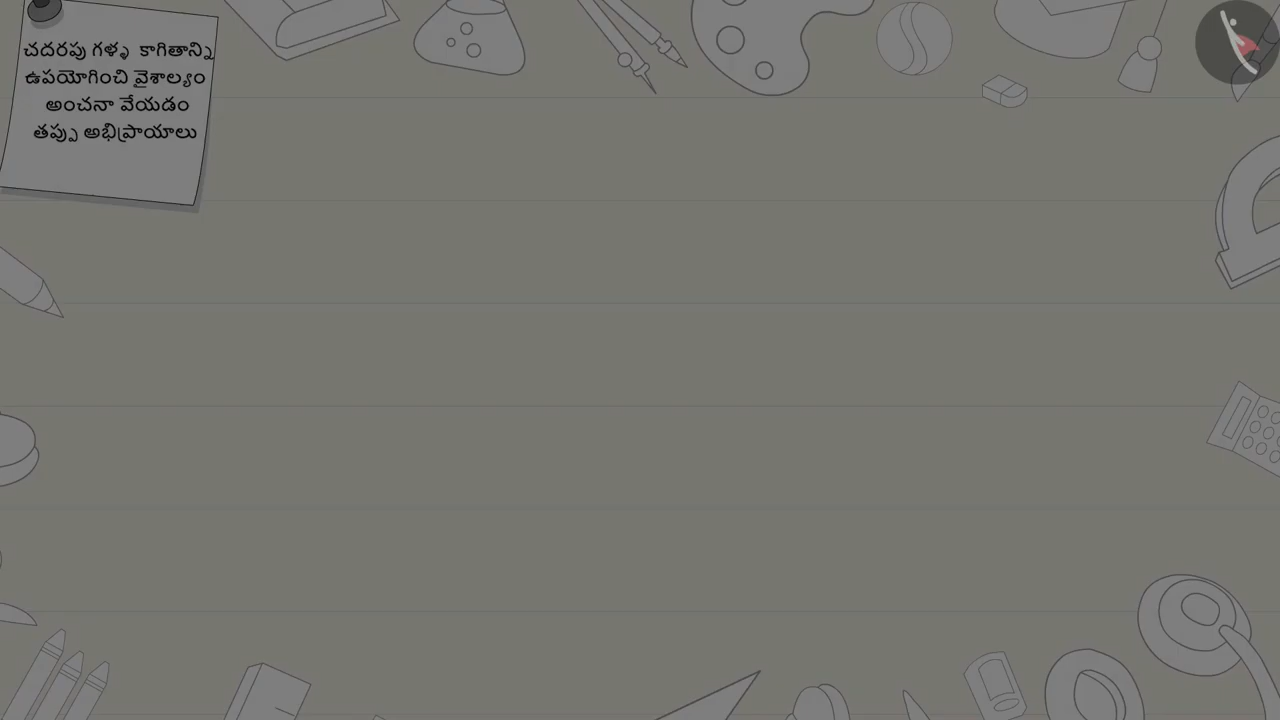 చదరపు గళ్ళ కాగితాన్ని
ఉపయోగించి వైశాల్యం
అంచనా వేయడం
తప్పు అభిప్రాయాలు